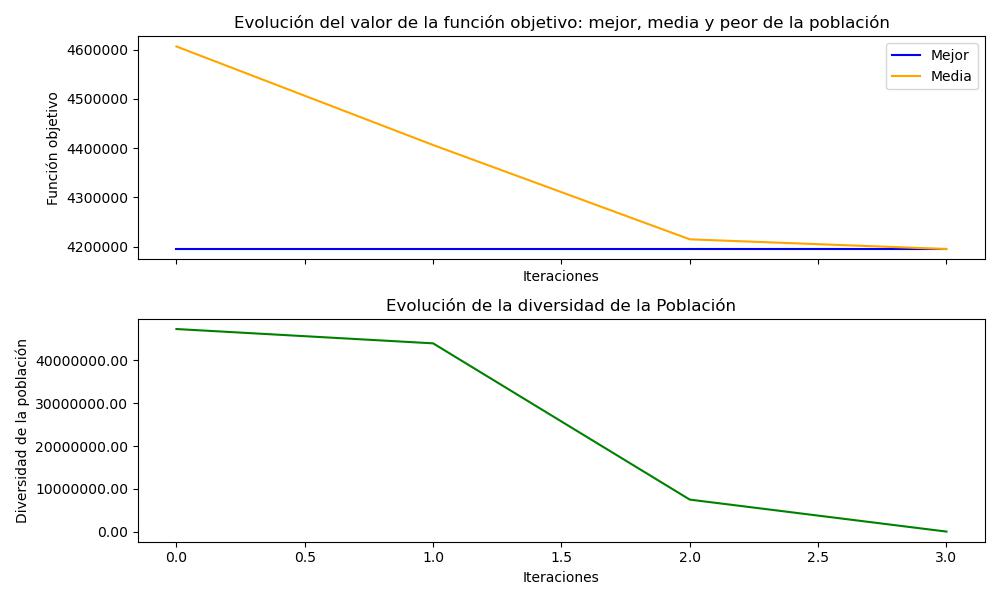 Evolución del valor de la función objetivo: mejor, media y peor de la población
Función objetivo
4600000
4500000
4400000
4300000
4200000
Mejor
Media
Iteraciones
Evolución de la diversidad de la Población
Diversidad de la población
40000000.00
30000000.00
20000000.00
10000000.00
0.00
0.0 0.5 1.0 1.5 2.0 2.5 3.0
Iteraciones